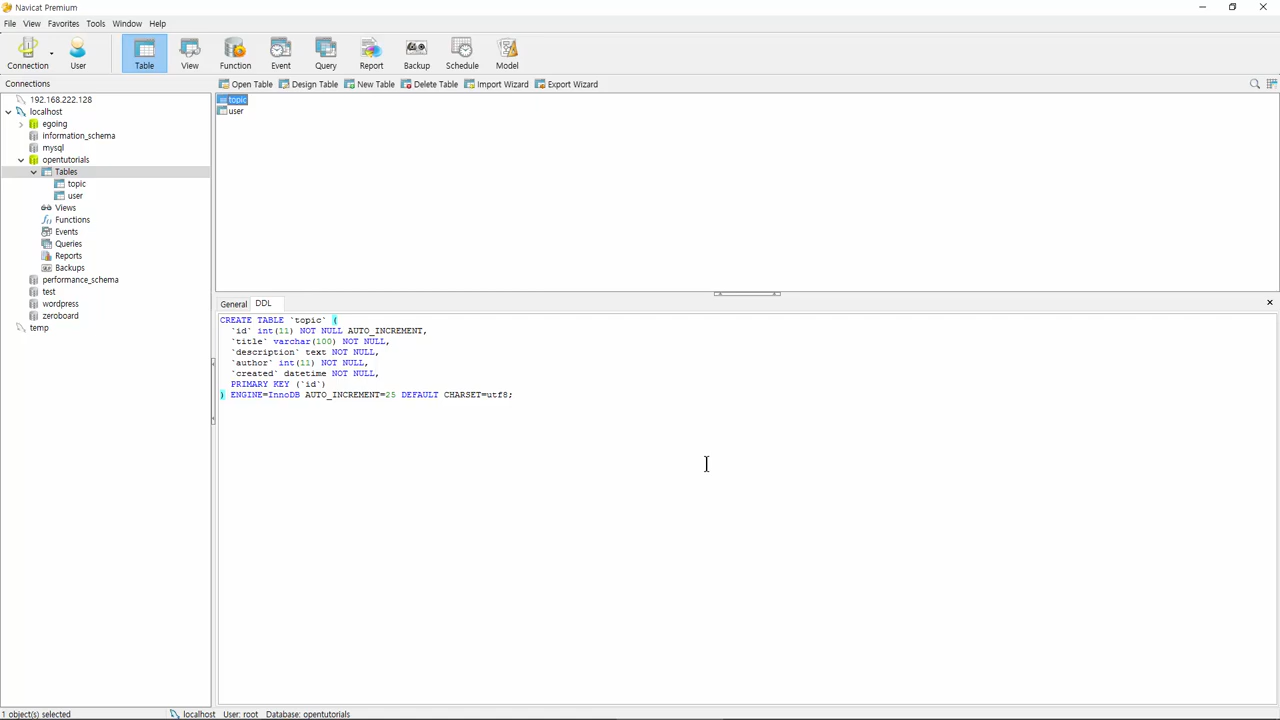 Navicat Premium
File View Favorites Tools Window Help
Connection User Table View Function Event Query Report Backup Schedule Model
Connections
Open Table Design Table New Table Delete Table Import Wizard Export Wizard
192.168.222.128
localhost
egoing
information_schema
mysql
opentutorials
Tables
topic
user
Views
Functions
Events
Queries
Reports
Backups
performance_schema
test
wordpress
zeroboard
temp
topic
user
General DDL
CREATE TABLE `topic` (
`id` int(11) NOT NULL AUTO_INCREMENT,
`title` varchar(100) NOT NULL,
`description` text NOT NULL,
`author` int(11) NOT NULL,
`created` datetime NOT NULL,
PRIMARY KEY (`id`)
) ENGINE=InnoDB AUTO_INCREMENT=25 DEFAULT CHARSET=utf8;
1 object(s) selected localhost User: root Database: opentutorials